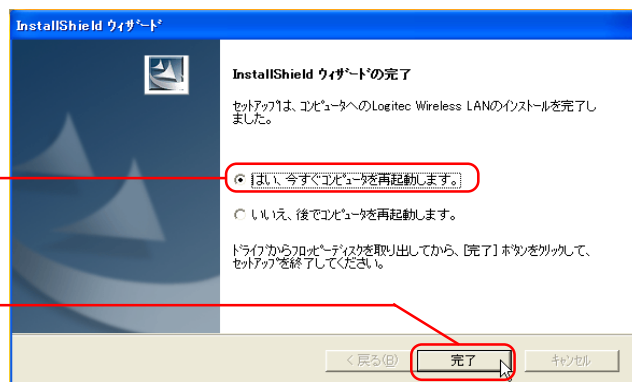 InstallShield ウィザード
InstallShield ウィザードの完了
セットアップは、コンピュータへのLogitec Wireless LANのインストールを完了し
ました。
はい、今すぐコンピュータを再起動します。
いいえ、後でコンピュータを再起動します。
ドライブからフロッピーディスクを取り出してから、[完了] ボタンをクリックして、
セットアップを終了してください。
< 戻る(B)
完了
キャンセル